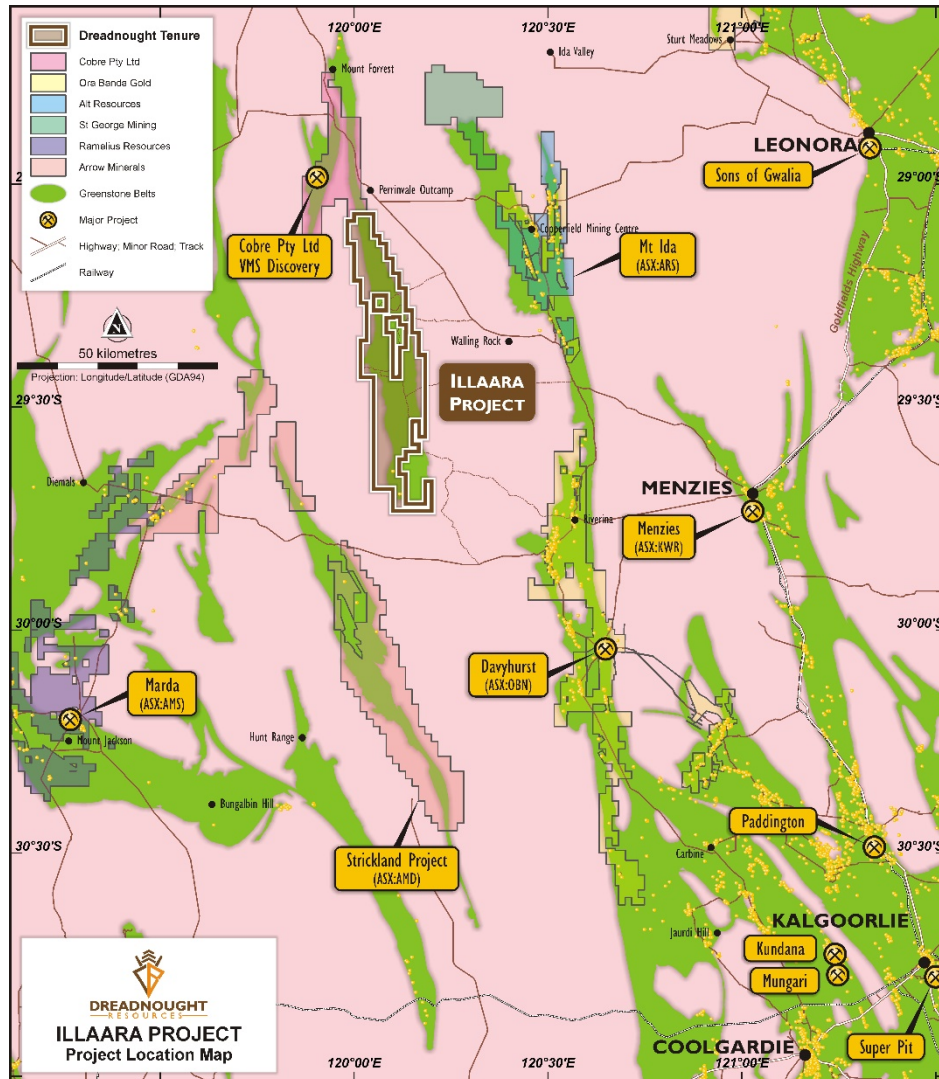 120°00'E
120°30'E
121°00'E
Dreadnought Tenure
Cobre Pty Ltd
Ora Banda Gold
Alt Resources
St George Mining
Ramelius Resources
Arrow Minerals
Greenstone Belts
Major Project
Highway; Minor Road; Track
Railway
N
50 kilometres
Projection: Longitude/Latitude (GDA94)
Sturt Meadows
Ida Valley
Mount Forrest
LEONORA
Sons of Gwalia
29°00'S
Perrinvale Outcamp
Copperfield Mining Centre
Cobre Pty Ltd
VMS Discovery
Mt Ida
(ASX:ARS)
Goldfields Highway
Walling Rock
ILLAARA
PROJECT
29°30'S
29°30'S
Diemals
MENZIES
Riverina
Menzies
(ASX:KWR)
30°00'S
30°00'S
Davyhurst
(ASX:OBN)
Marda
(ASX:AMS)
Mount Jackson
Hunt Range
Bungalbin Hill
Paddington
30°30'S
30°30'S
Carbine
Strickland Project
(ASX:AMD)
KALGOORLIE
Jaurdi Hill
Kundana
Mungari
DREADNOUGHT
RESOURCES
ILLAARA PROJECT
Project Location Map
Super Pit
COOLGARDIE
120°00'E
120°30'E
121°00'E